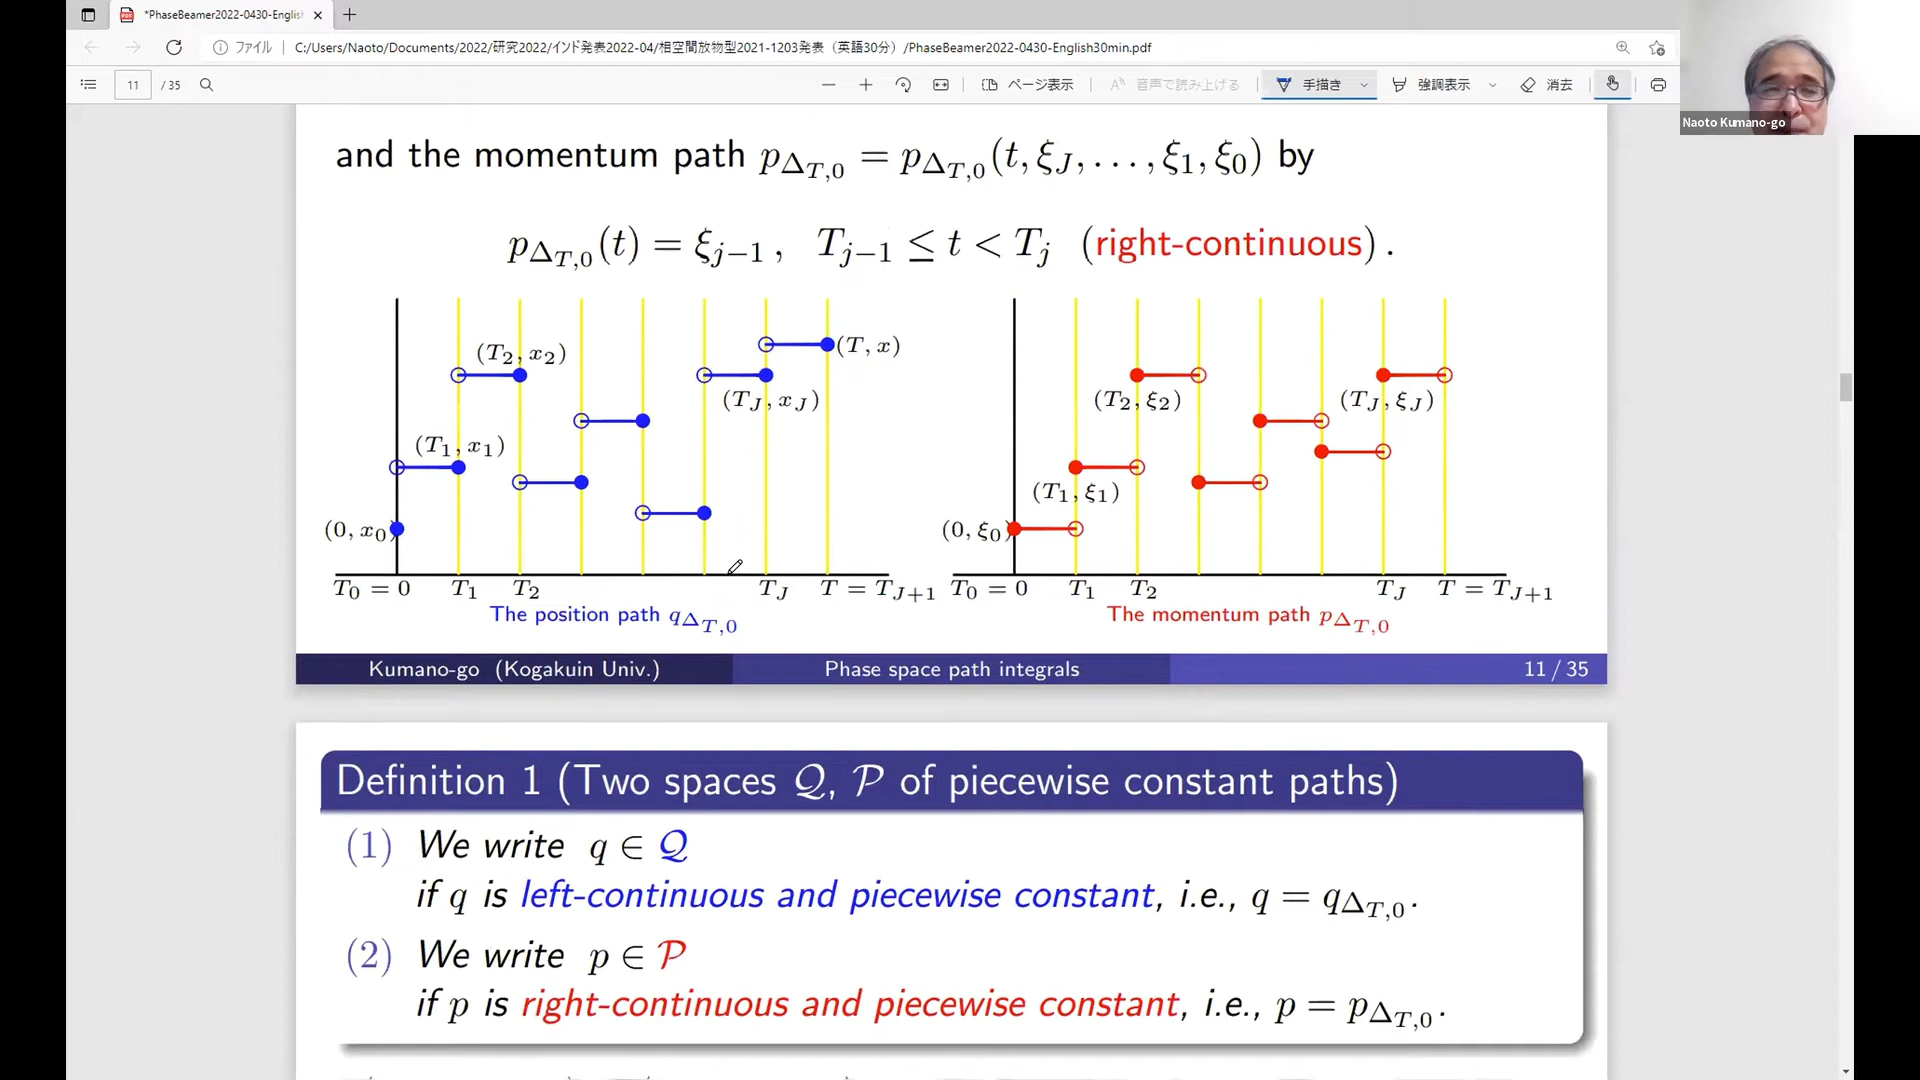 *PhaseBeamer2022-0430-English
ファイル
C:/Users/Naoto/Documents/2022/研究2022/インド発表2022-04/相空間放物型2021-1203発表（英語30分）/PhaseBeamer2022-0430-English30min.pdf
11 / 35
ページ表示
音声で読み上げる
手描き
強調表示
消去
Naoto Kumano-go
and the momentum path p_{Δ_{T,0}} = p_{Δ_{T,0}}(t, ξ_J, . . . , ξ_1, ξ_0) by
p_{Δ_{T,0}}(t) = ξ_{j−1} , T_{j−1} ≤ t < T_j (right-continuous) .
(T_2, x_2)
(T, x)
(T_J, x_J)
(T_1, x_1)
(0, x_0)
T_0 = 0 T_1 T_2 T_J T = T_{J+1}
The position path q_{Δ_{T,0}}
(T_2, ξ_2)
(T_J, ξ_J)
(T_1, ξ_1)
(0, ξ_0)
T_0 = 0 T_1 T_2 T_J T = T_{J+1}
The momentum path p_{Δ_{T,0}}
Kumano-go (Kogakuin Univ.)
Phase space path integrals
11 / 35
Definition 1 (Two spaces 𝒬, 𝒫 of piecewise constant paths)
(1) We write q ∈ 𝒬
if q is left-continuous and piecewise constant, i.e., q = q_{Δ_{T,0}}.
(2) We write p ∈ 𝒫
if p is right-continuous and piecewise constant, i.e., p = p_{Δ_{T,0}}.